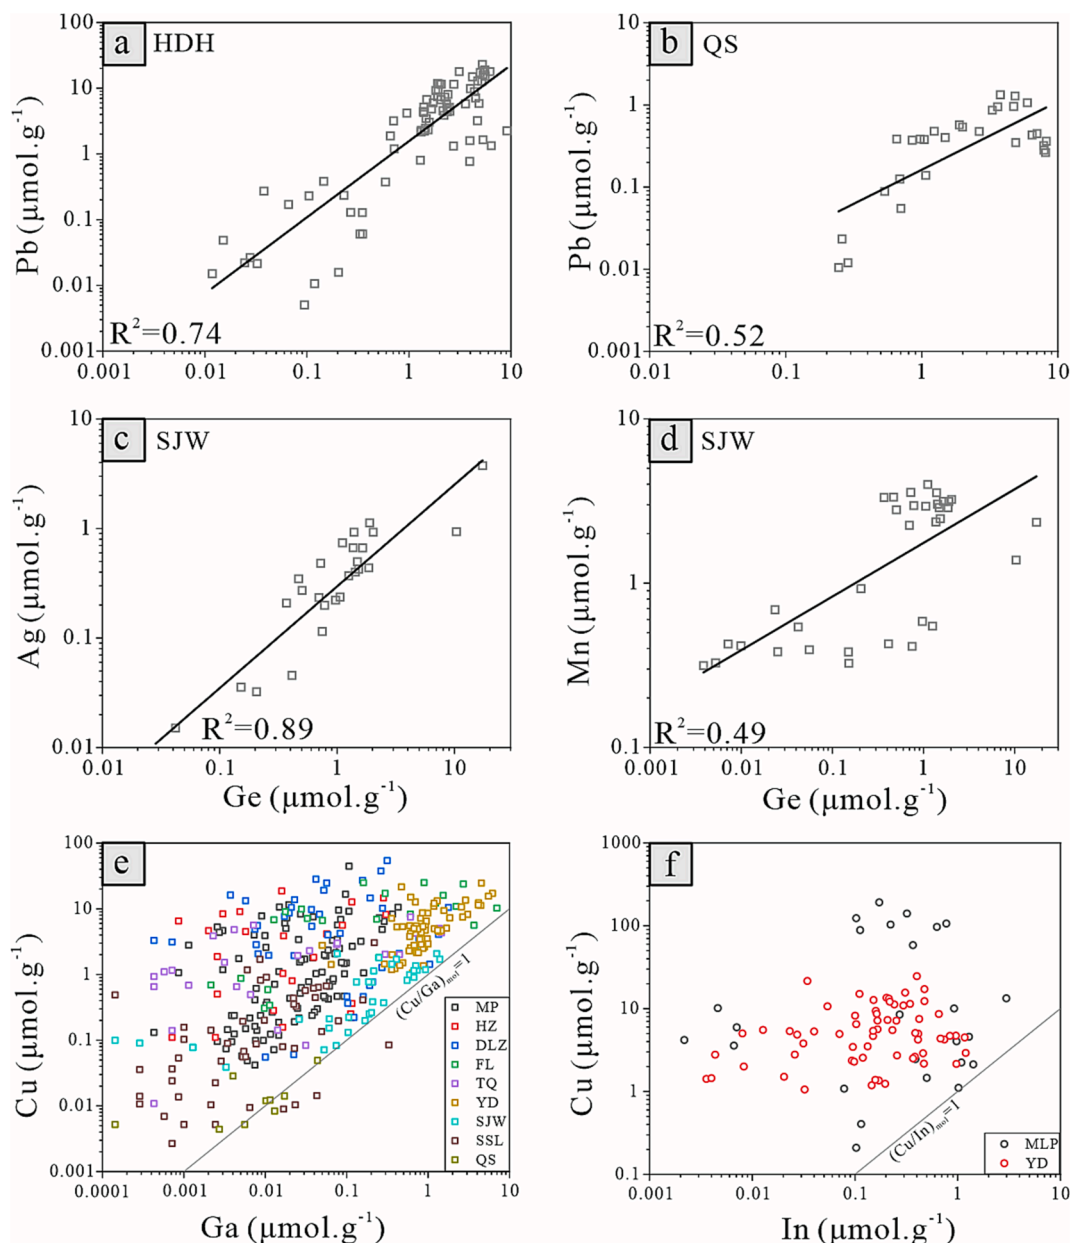 a HDH
Pb (μmol.g⁻¹)
100
10
1
0.1
0.01
0.001
R²=0.74
0.001 0.01 0.1 1 10
b QS
Pb (μmol.g⁻¹)
10
1
0.1
0.01
0.001
R²=0.52
0.01 0.1 1 10
c SJW
Ag (μmol.g⁻¹)
10
1
0.1
0.01
R²=0.89
0.01 0.1 1 10
Ge (μmol.g⁻¹)
d SJW
Mn (μmol.g⁻¹)
10
1
0.1
R²=0.49
0.001 0.01 0.1 1 10
Ge (μmol.g⁻¹)
e
Cu (μmol.g⁻¹)
100
10
1
0.1
0.01
0.001
(Cu/Ga)mol=1
MP
HZ
DLZ
FL
TQ
YD
SJW
SSL
QS
0.0001 0.001 0.01 0.1 1 10
Ga (μmol.g⁻¹)
f
Cu (μmol.g⁻¹)
1000
100
10
1
0.1
(Cu/In)mol=1
MLP
YD
0.001 0.01 0.1 1 10
In (μmol.g⁻¹)